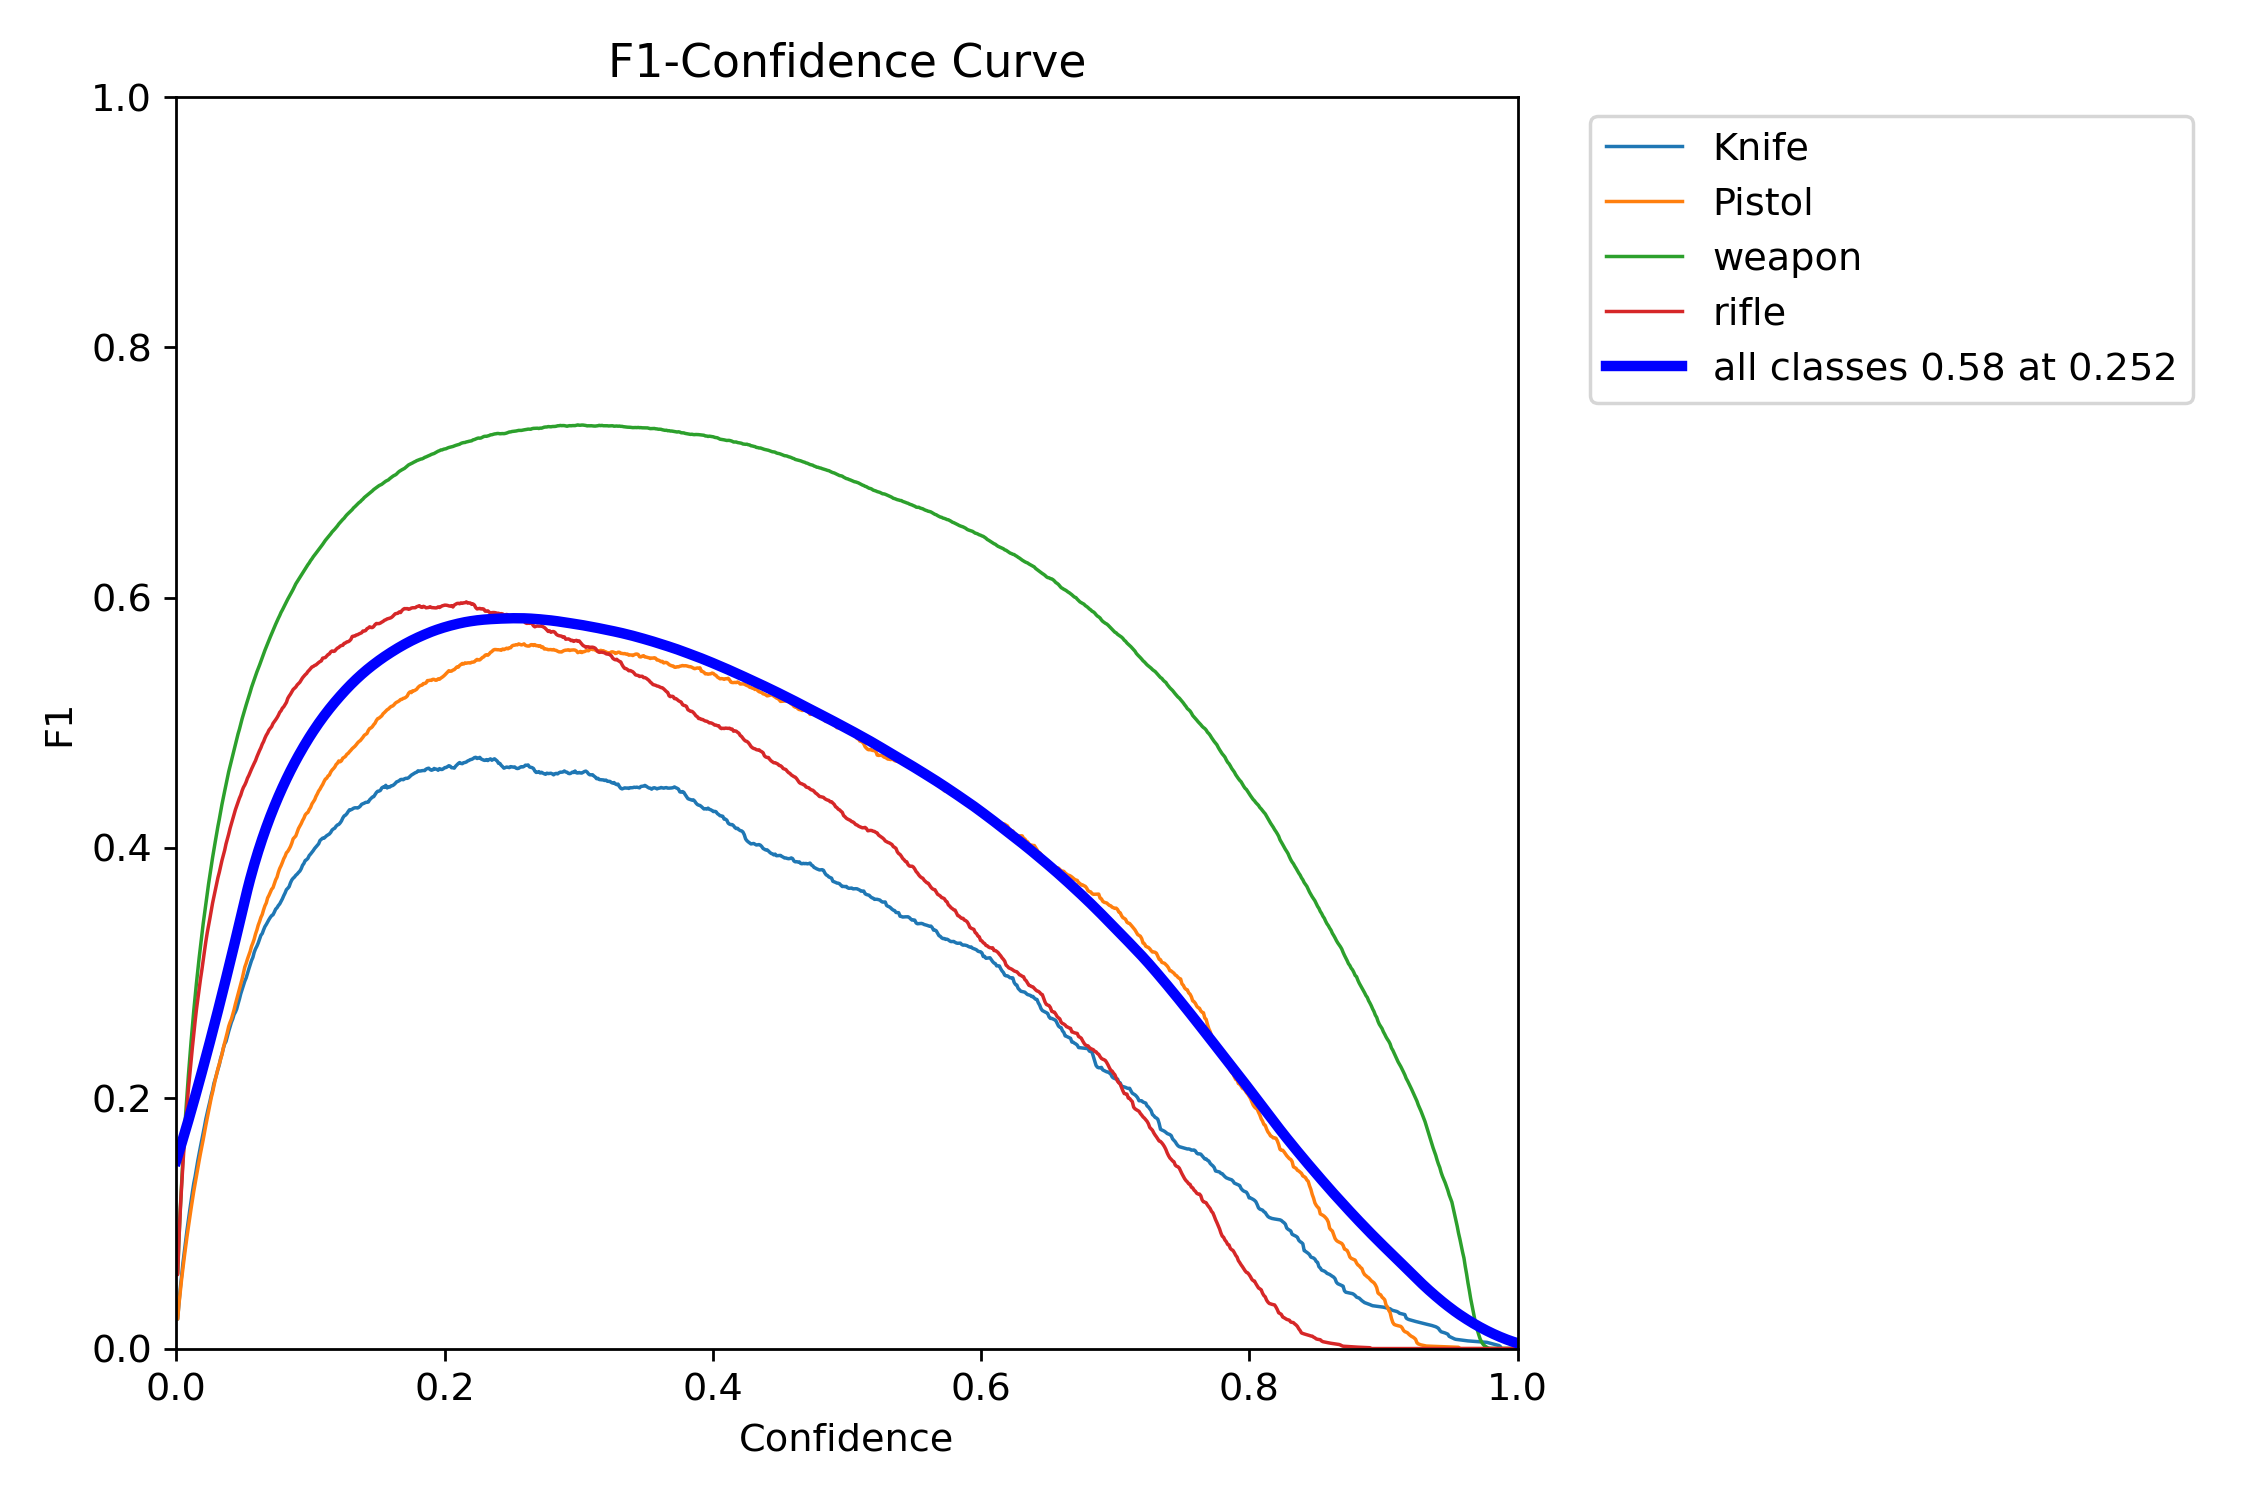 F1-Confidence Curve
1.0
0.8
0.6
0.4
0.2
0.0
F1
0.0 0.2 0.4 0.6 0.8 1.0
Confidence
Knife
Pistol
weapon
rifle
all classes 0.58 at 0.252